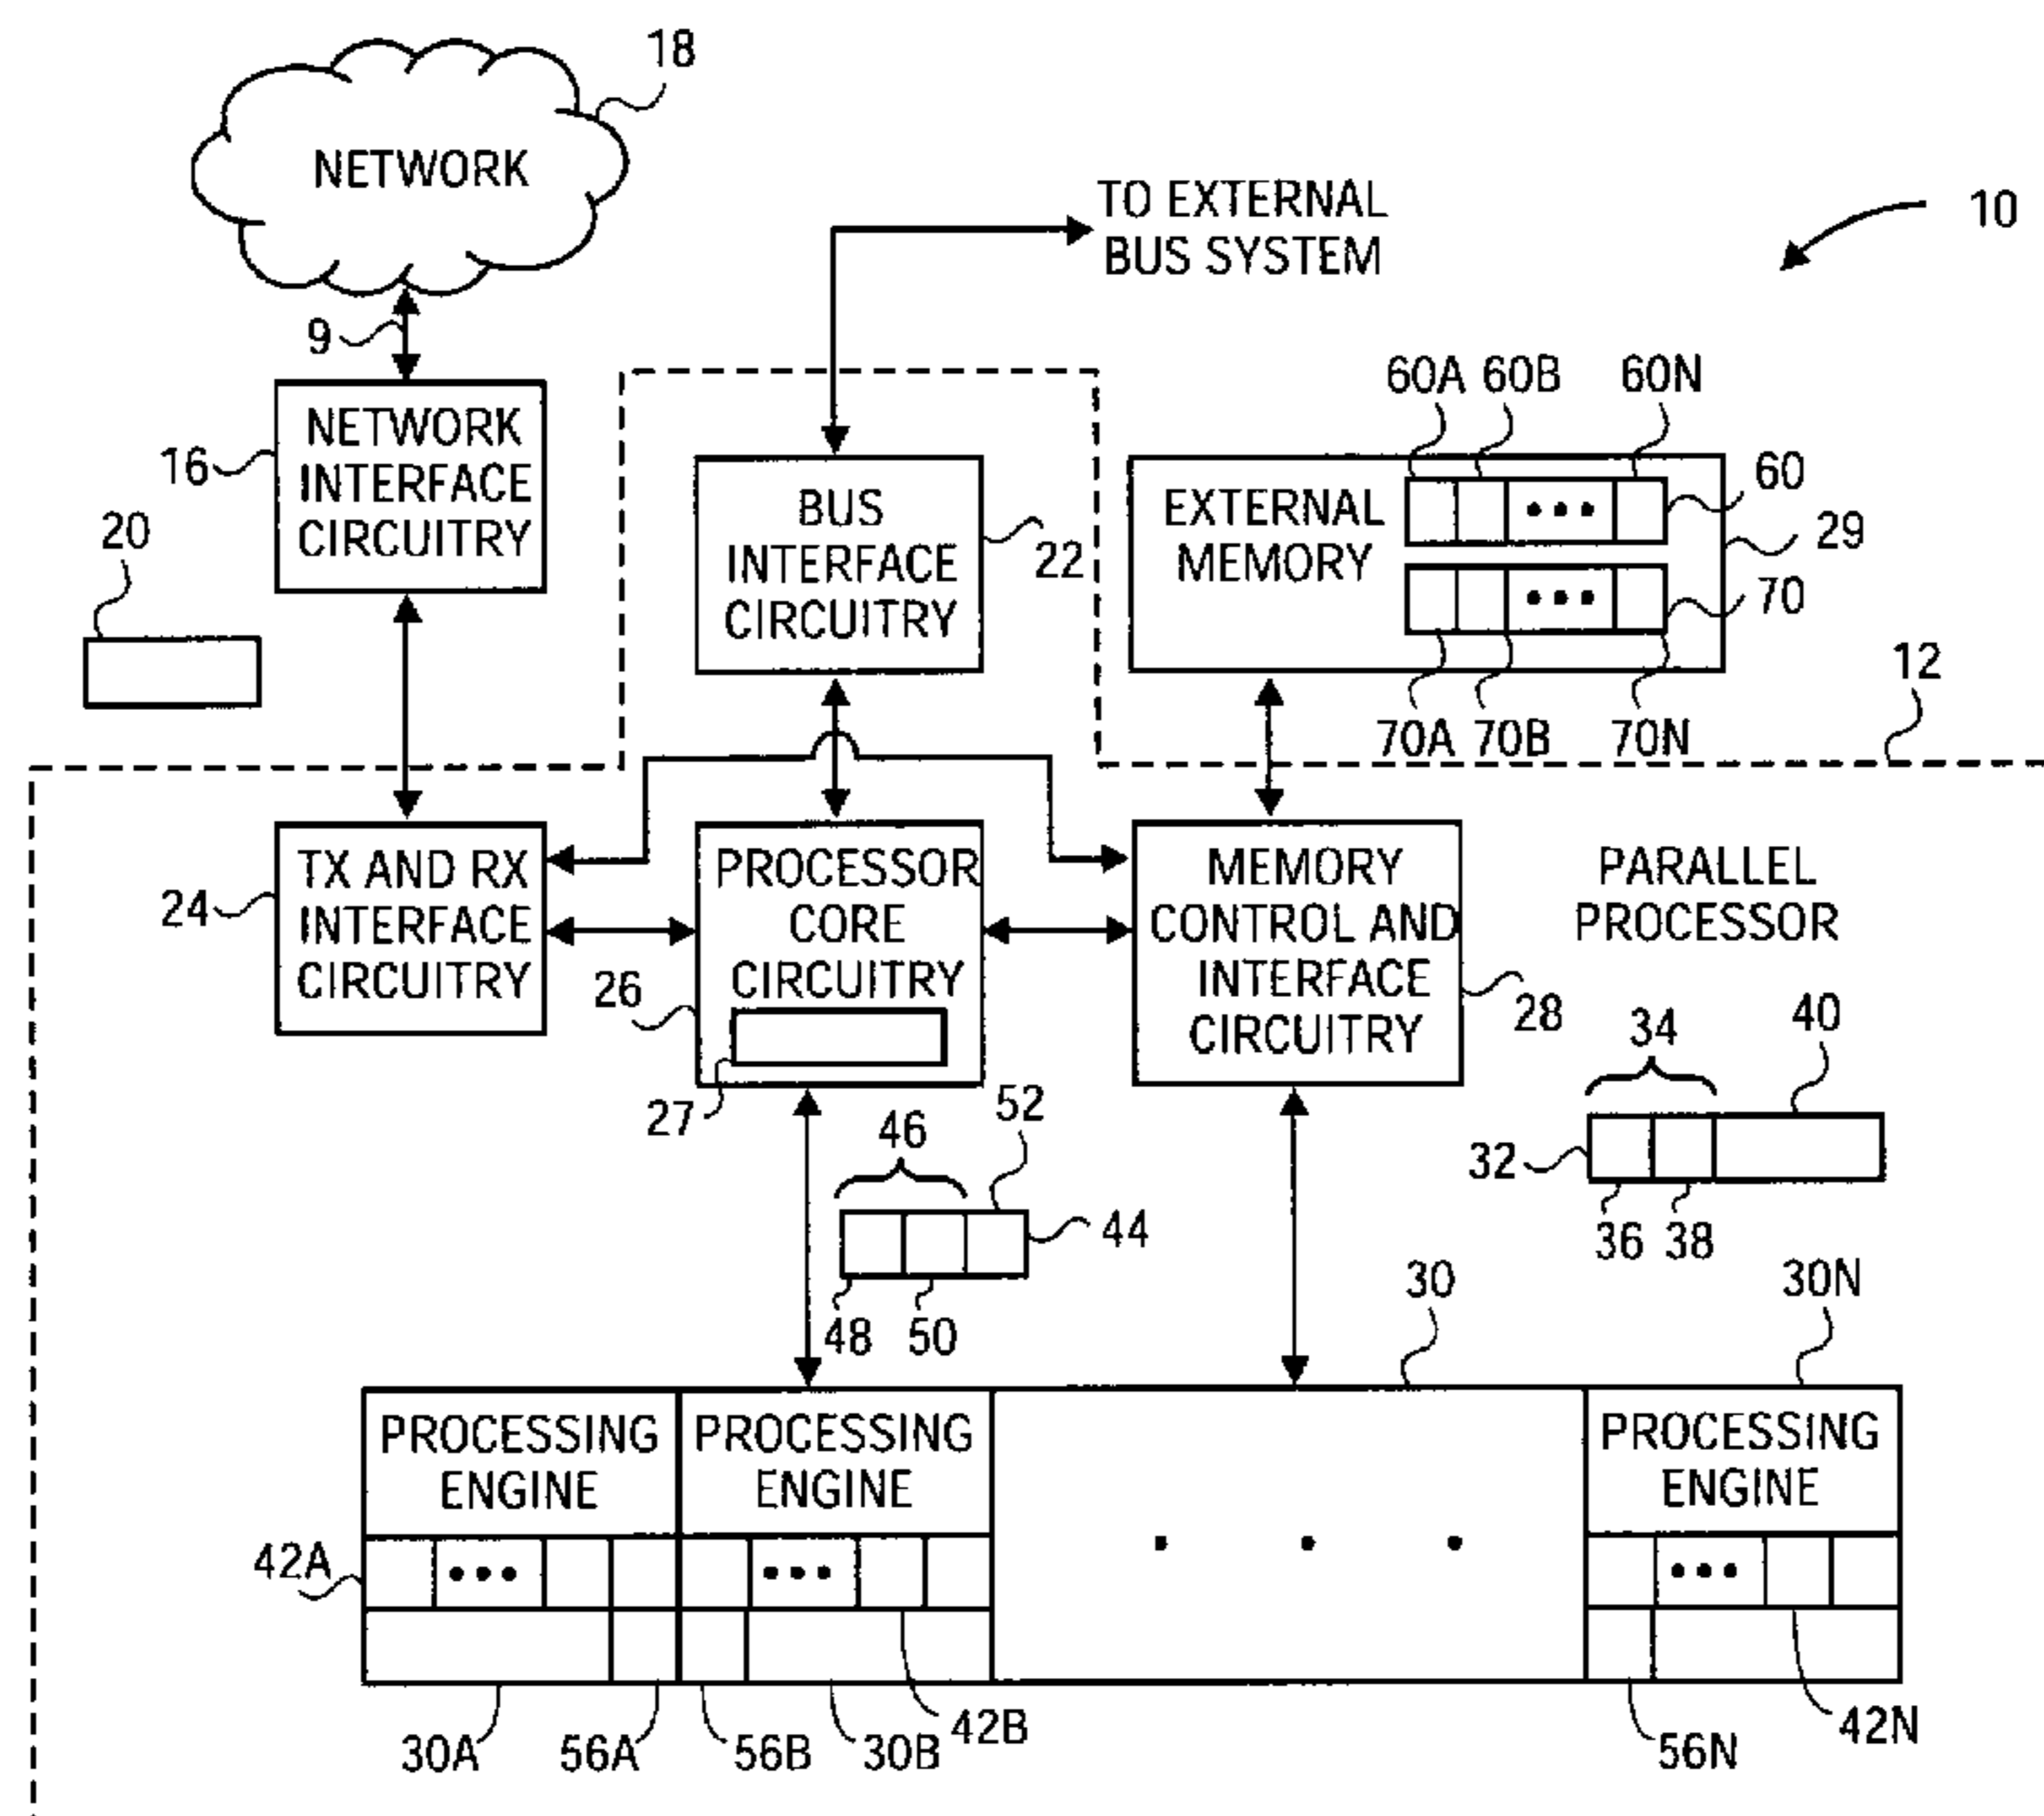 18
NETWORK
TO EXTERNAL
BUS SYSTEM
10
9
60A 60B 60N
NETWORK
INTERFACE
CIRCUITRY
16
60
BUS
INTERFACE
CIRCUITRY
22
EXTERNAL
MEMORY
29
20
70
12
70A 70B 70N
TX AND RX
INTERFACE
CIRCUITRY
24
PROCESSOR
CORE
CIRCUITRY
26
27
MEMORY
CONTROL AND
INTERFACE
CIRCUITRY
28
PARALLEL
PROCESSOR
34
40
32
36 38
46
52
44
48 50
30
30N
PROCESSING
ENGINE
PROCESSING
ENGINE
•••
PROCESSING
ENGINE
42A
•••
•••
•••
30A 56A 56B 30B 42B
56N 42N